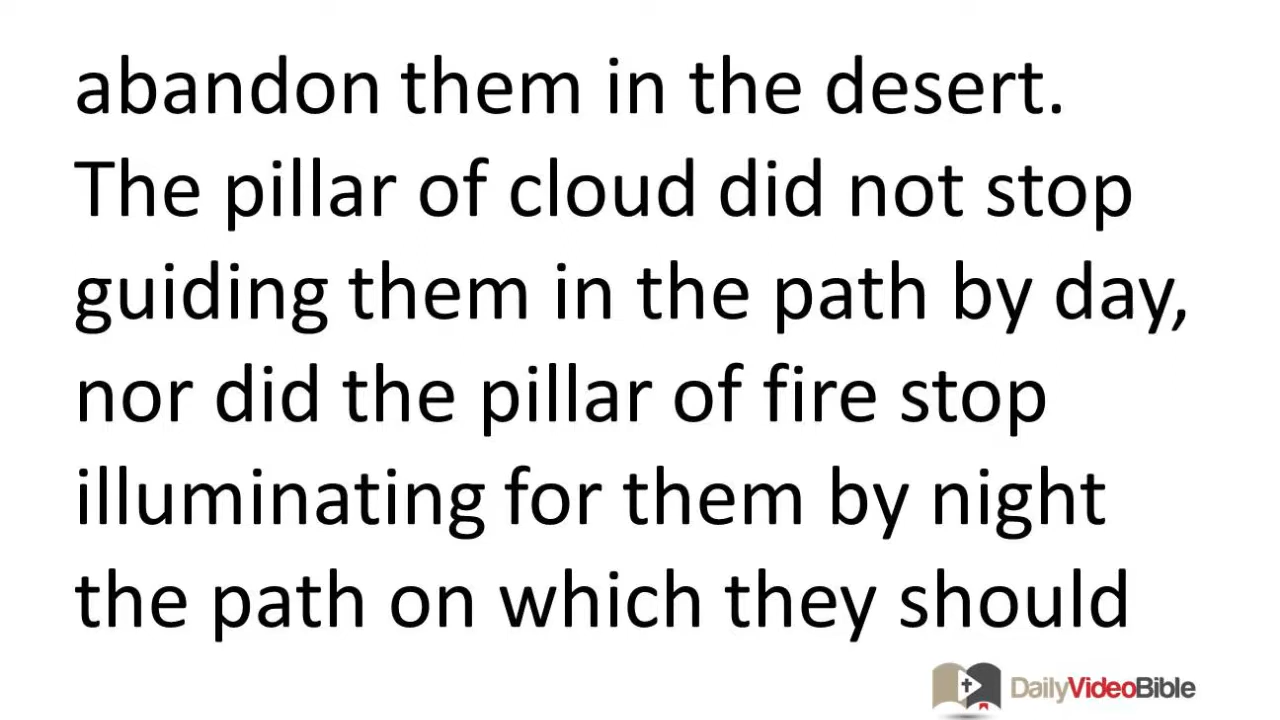 abandon them in the desert.
The pillar of cloud did not stop
guiding them in the path by day,
nor did the pillar of fire stop
illuminating for them by night
the path on which they should
DailyVideoBible